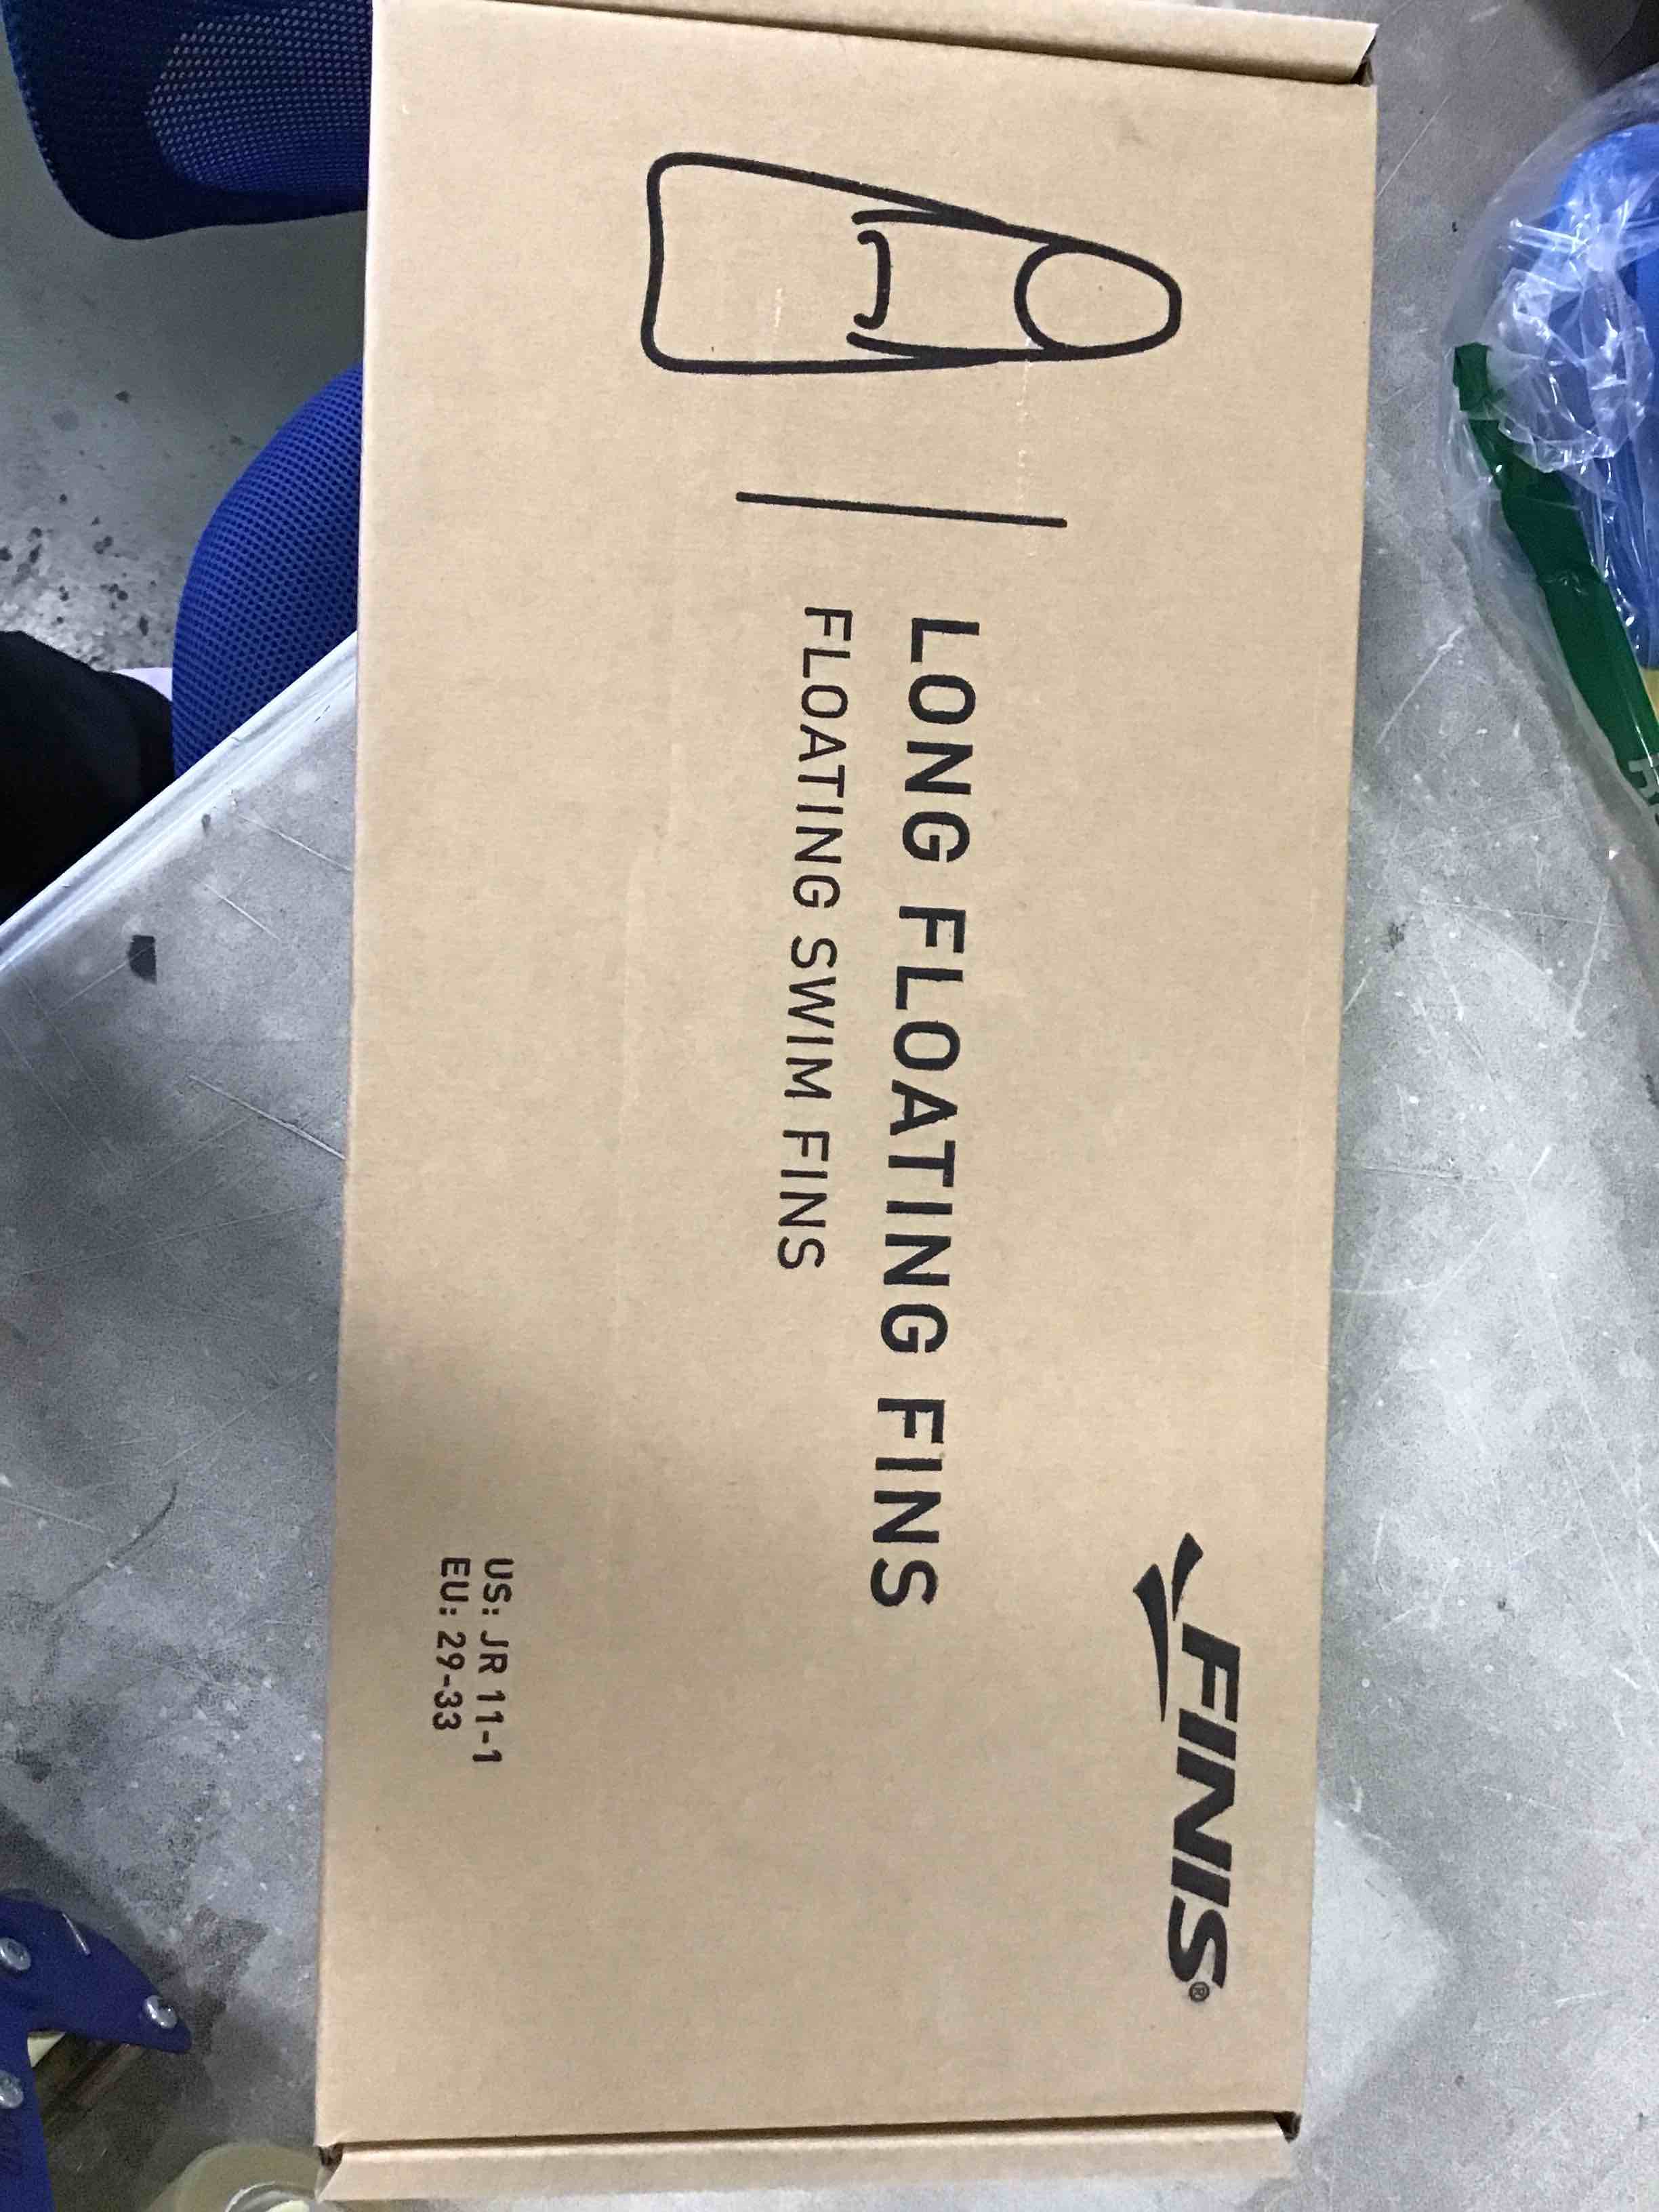 FINIS®
LONG FLOATING FINS
FLOATING SWIM FINS
US: JR 11-1
EU: 29-33